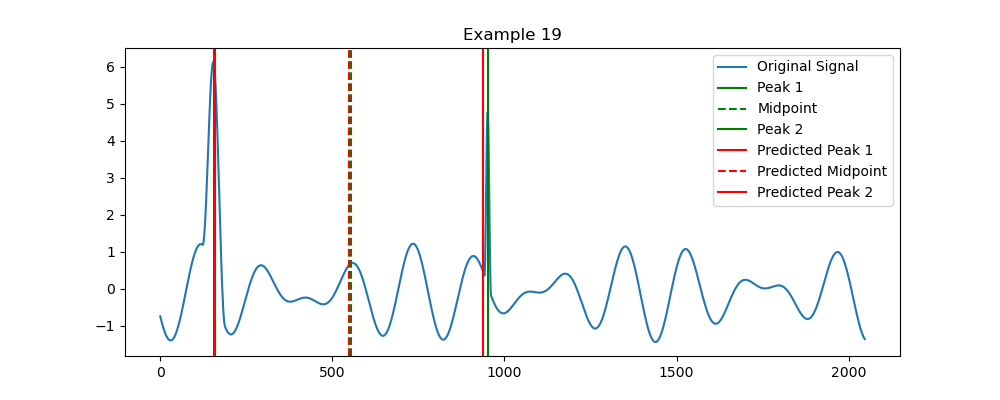 Example 19
Original Signal
Peak 1
Midpoint
Peak 2
Predicted Peak 1
Predicted Midpoint
Predicted Peak 2
6
5
4
3
2
1
0
−1
0 500 1000 1500 2000